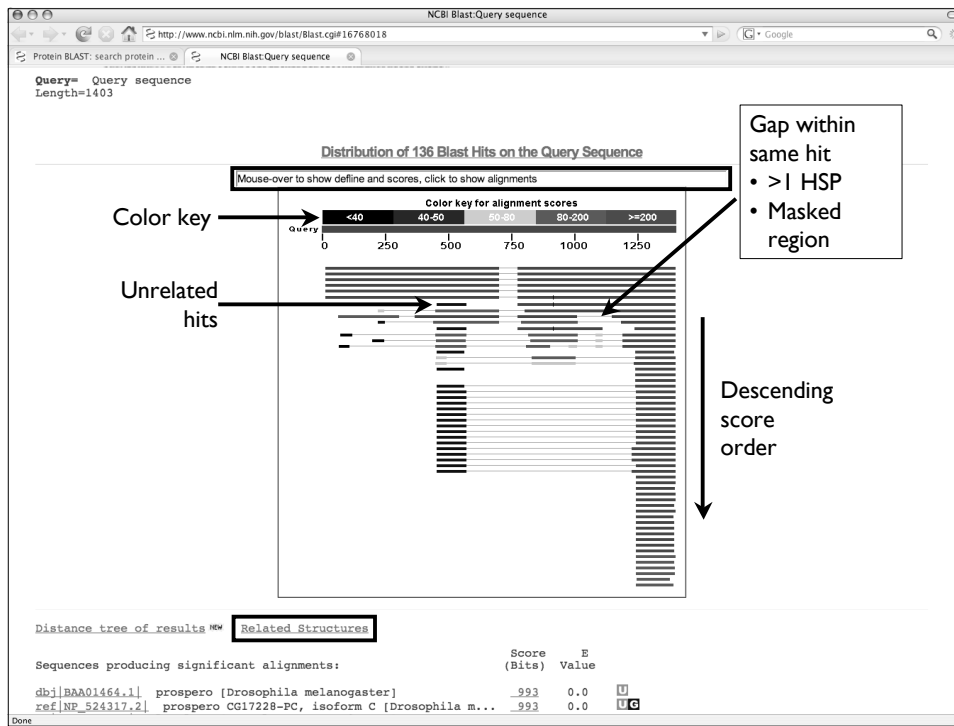 NCBI Blast:Query sequence
http://www.ncbi.nlm.nih.gov/blast/Blast.cgi#16768018
G Google
Protein BLAST: search protein ...
NCBI Blast:Query sequence
Query= Query sequence
Length=1403
Distribution of 136 Blast Hits on the Query Sequence
Mouse-over to show defline and scores, click to show alignments
Color key for alignment scores
<40 40-50 50-80 80-200 >=200
Query
0 250 500 750 1000 1250
Color key
Unrelated
hits
Gap within
same hit
• >1 HSP
• Masked
region
Descending
score
order
Distance tree of results NEW Related Structures
Score E
Sequences producing significant alignments: (Bits) Value
dbj|BAA01464.1| prospero [Drosophila melanogaster] 993 0.0 U
ref|NP_524317.2| prospero CG17228-PC, isoform C [Drosophila m... 993 0.0 U G
Done